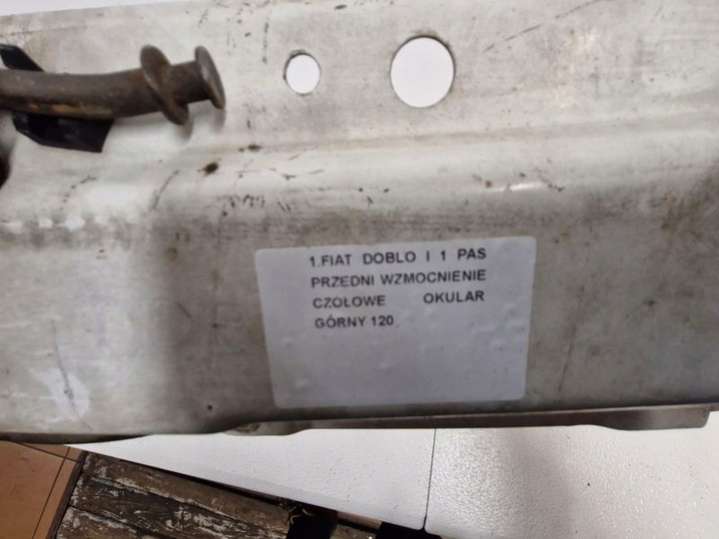 1.FIAT DOBLO I 1 PAS
PRZEDNI WZMOCNIENIE
CZOŁOWE OKULAR
GÓRNY 120